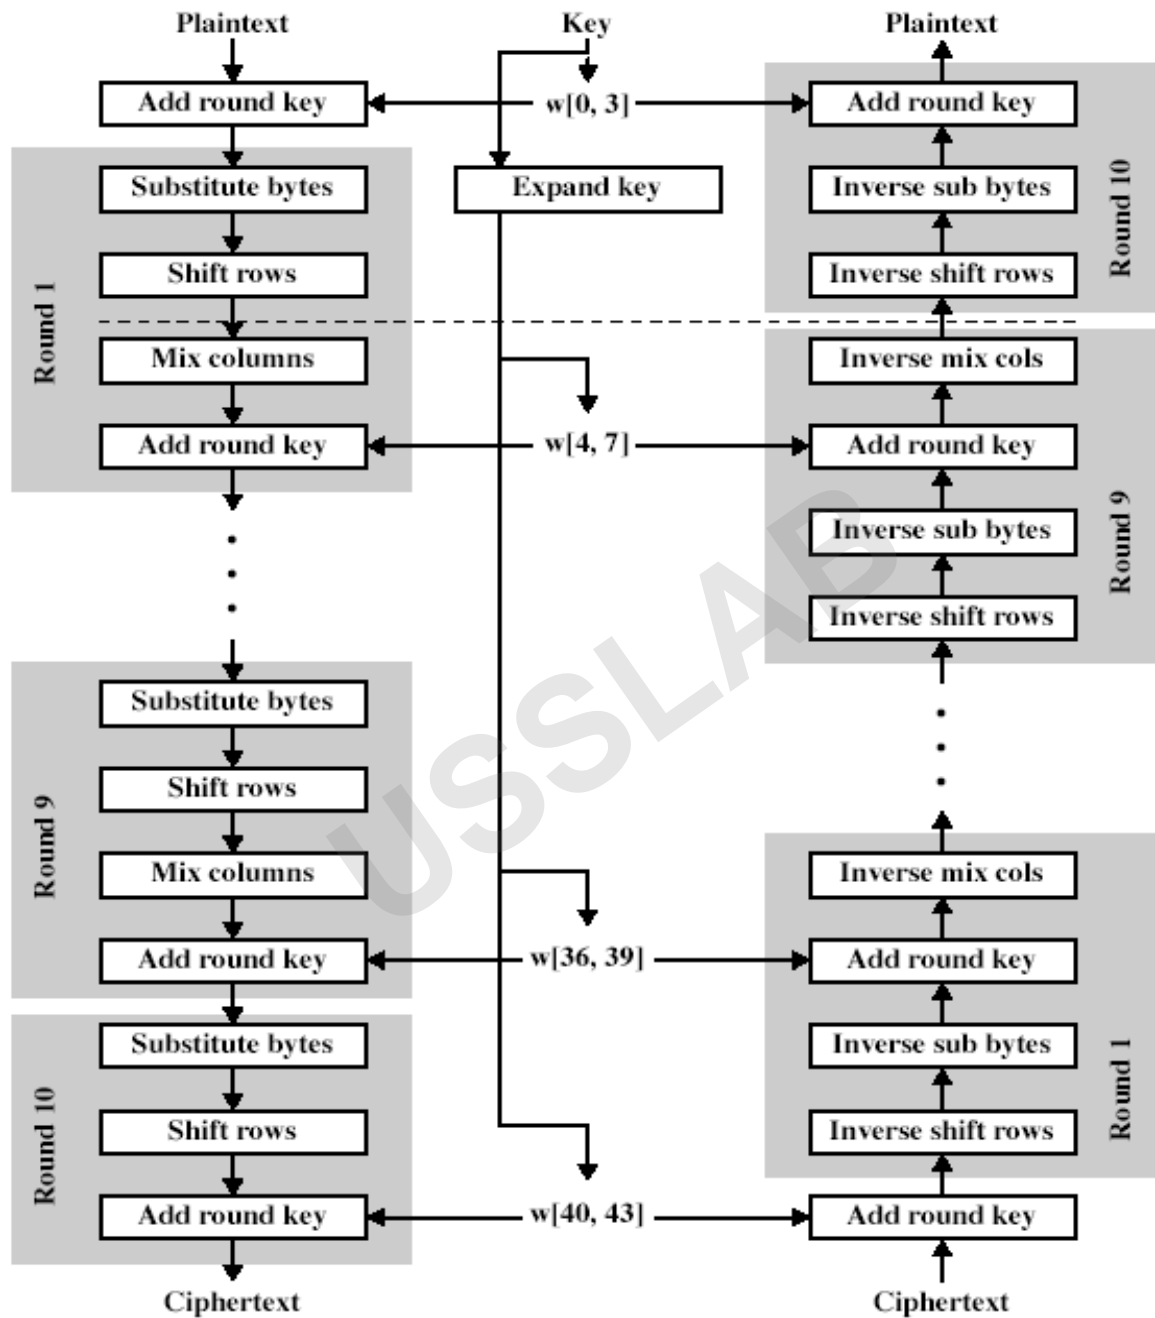 Plaintext
Key
Plaintext
Add round key
w[0, 3]
Add round key
Substitute bytes
Expand key
Inverse sub bytes
Shift rows
Inverse shift rows
Round 1
Round 10
Mix columns
Inverse mix cols
Add round key
w[4, 7]
Add round key
Inverse sub bytes
Inverse shift rows
Round 9
Substitute bytes
Shift rows
Round 9
Mix columns
Inverse mix cols
Add round key
w[36, 39]
Add round key
Substitute bytes
Inverse sub bytes
Shift rows
Inverse shift rows
Round 10
Round 1
Add round key
w[40, 43]
Add round key
Ciphertext
Ciphertext
USSLAB